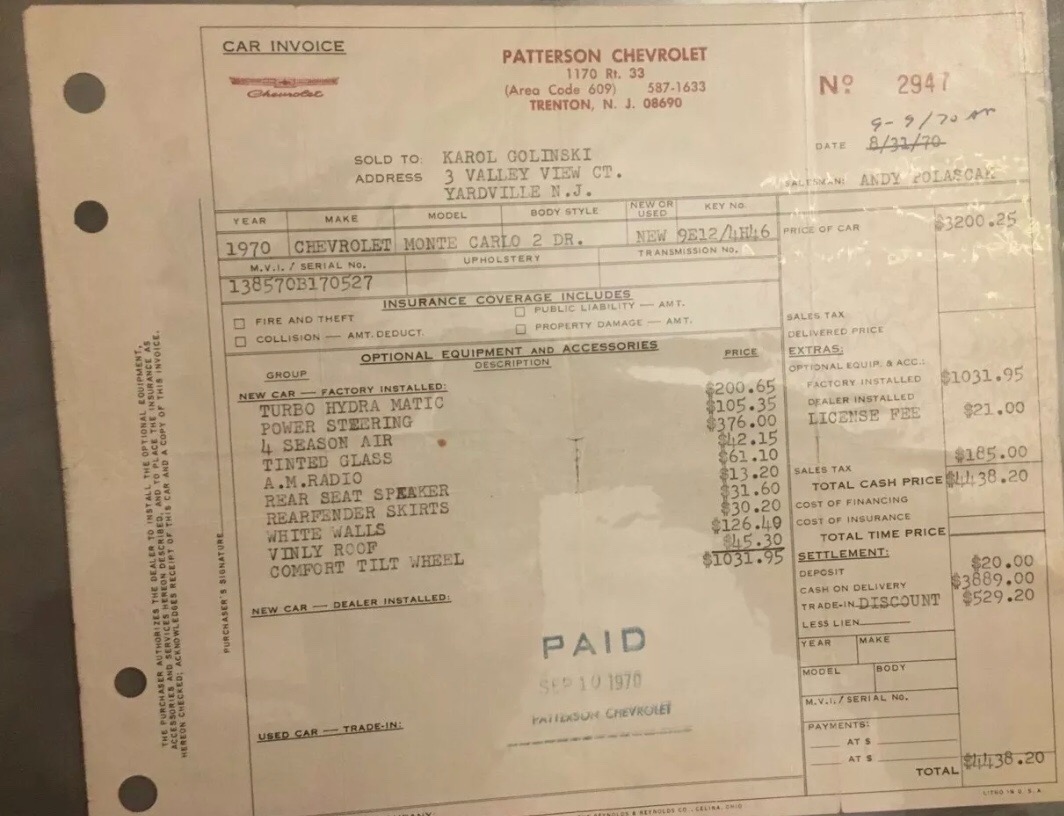 CAR INVOICE
Chevrolet
PATTERSON CHEVROLET
1170 Rt. 33
(Area Code 609) 587-1633
TRENTON, N. J. 08690
No 2947
9-9/70
DATE 8/31/70
SOLD TO: KAROL GOLINSKI
ADDRESS 3 VALLEY VIEW CT.
YARDVILLE N.J.
SALESMAN: ANDY POLASCAK
YEAR MAKE MODEL BODY STYLE NEW OR USED KEY No.
1970 CHEVROLET MONTE CARLO 2 DR. NEW 9E12/4H46
M.V.I. / SERIAL No. UPHOLSTERY TRANSMISSION No.
138570B170527
INSURANCE COVERAGE INCLUDES
FIRE AND THEFT PUBLIC LIABILITY — AMT.
COLLISION — AMT. DEDUCT. PROPERTY DAMAGE — AMT.
OPTIONAL EQUIPMENT AND ACCESSORIES
GROUP DESCRIPTION PRICE
NEW CAR — FACTORY INSTALLED:
TURBO HYDRA MATIC $200.65
POWER STEERING $105.35
4 SEASON AIR $376.00
TINTED GLASS $42.15
A.M.RADIO $61.10
REAR SEAT SPEAKER $13.20
REARFENDER SKIRTS $31.60
WHITE WALLS $30.20
VINLY ROOF $126.40
COMFORT TILT WHEEL $45.30
$1031.95
NEW CAR — DEALER INSTALLED:
PAID
SEP 10 1970
PATTERSON CHEVROLET
USED CAR — TRADE-IN:
PRICE OF CAR $3200.25
SALES TAX
DELIVERED PRICE
EXTRAS:
OPTIONAL EQUIP. & ACC.:
FACTORY INSTALLED $1031.95
DEALER INSTALLED
LICENSE FEE $21.00
SALES TAX $185.00
TOTAL CASH PRICE $4438.20
COST OF FINANCING
COST OF INSURANCE
TOTAL TIME PRICE
SETTLEMENT:
DEPOSIT $20.00
CASH ON DELIVERY $3889.00
TRADE-IN DISCOUNT $529.20
LESS LIEN
YEAR MAKE
MODEL BODY
M.V.I. / SERIAL No.
PAYMENTS:
AT $
AT $
TOTAL $4438.20
THE PURCHASER AUTHORIZES THE DEALER TO INSTALL THE OPTIONAL EQUIPMENT,
ACCESSORIES AND SERVICES HEREON DESCRIBED, AND TO PLACE THE INSURANCE AS
HEREON CHECKED; ACKNOWLEDGES RECEIPT OF THIS CAR AND A COPY OF THIS INVOICE.
PURCHASER'S SIGNATURE
REYNOLDS & REYNOLDS CO., CELINA, OHIO
LITHO IN U. S. A.